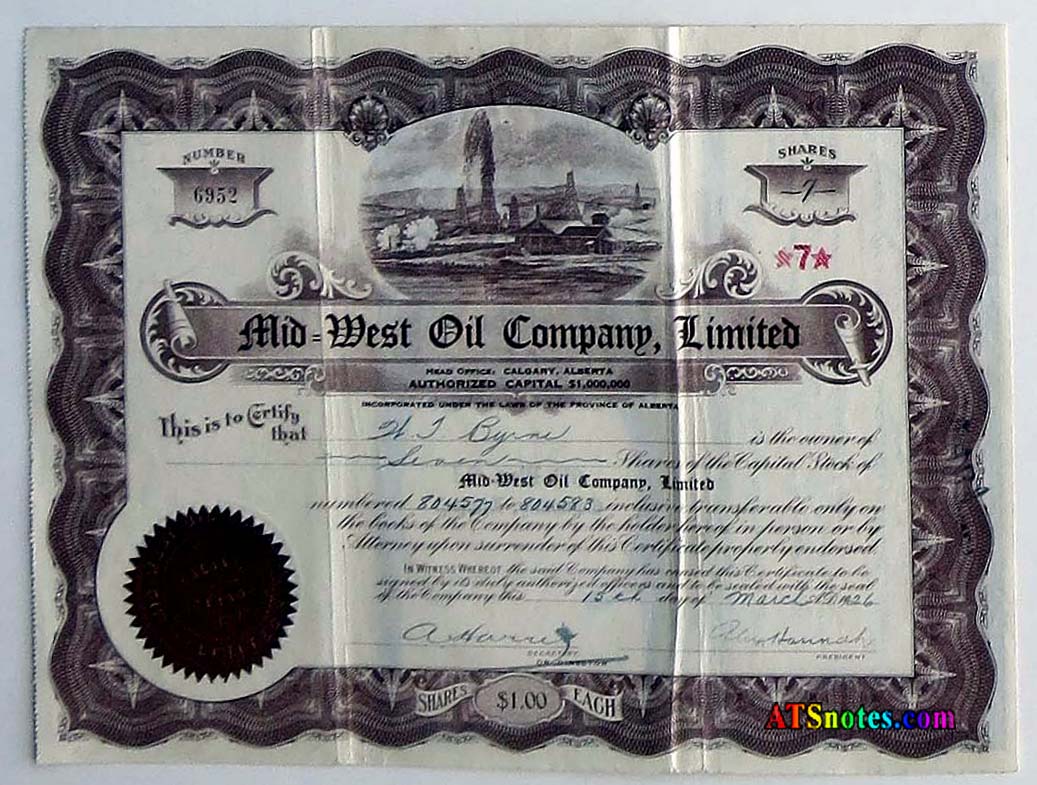 NUMBER
6952
SHARES
—7—
$7$
Mid-West Oil Company, Limited
HEAD OFFICE: CALGARY, ALBERTA
AUTHORIZED CAPITAL $1,000,000
INCORPORATED UNDER THE LAWS OF THE PROVINCE OF ALBERTA
This is to Certify
that
Byrne is the owner of
Seven Shares of the Capital Stock of
Mid-West Oil Company, Limited
numbered 804577 to 804583 inclusive transferable only on
the books of the Company by the holder hereof in person or by
Attorney upon surrender of this Certificate properly endorsed.
IN WITNESS WHEREOF the said Company has caused this Certificate to be
signed by its duly authorized officers and to be sealed with the seal
of the Company this 15th day of March A.D. 1926
Hannah
SECRETARY
OR DIRECTOR
PRESIDENT
SHARES $1.00 EACH
ATSnotes.com